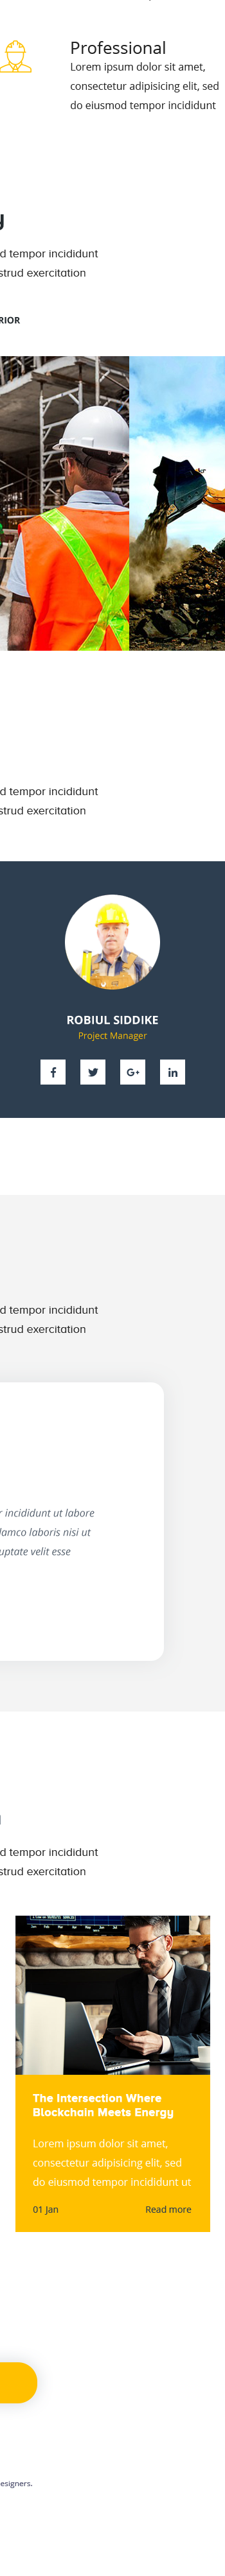 Professional
Lorem ipsum dolor sit amet,
consectetur adipisicing elit, sed
do eiusmod tempor incididunt
y
d tempor incididunt
strud exercitation
RIOR
d tempor incididunt
strud exercitation
ROBIUL SIDDIKE
Project Manager
d tempor incididunt
strud exercitation
r incididunt ut labore
lamco laboris nisi ut
uptate velit esse
d tempor incididunt
strud exercitation
The Intersection Where
Blockchain Meets Energy
Lorem ipsum dolor sit amet,
consectetur adipisicing elit, sed
do eiusmod tempor incididunt ut
01 Jan Read more
esigners.